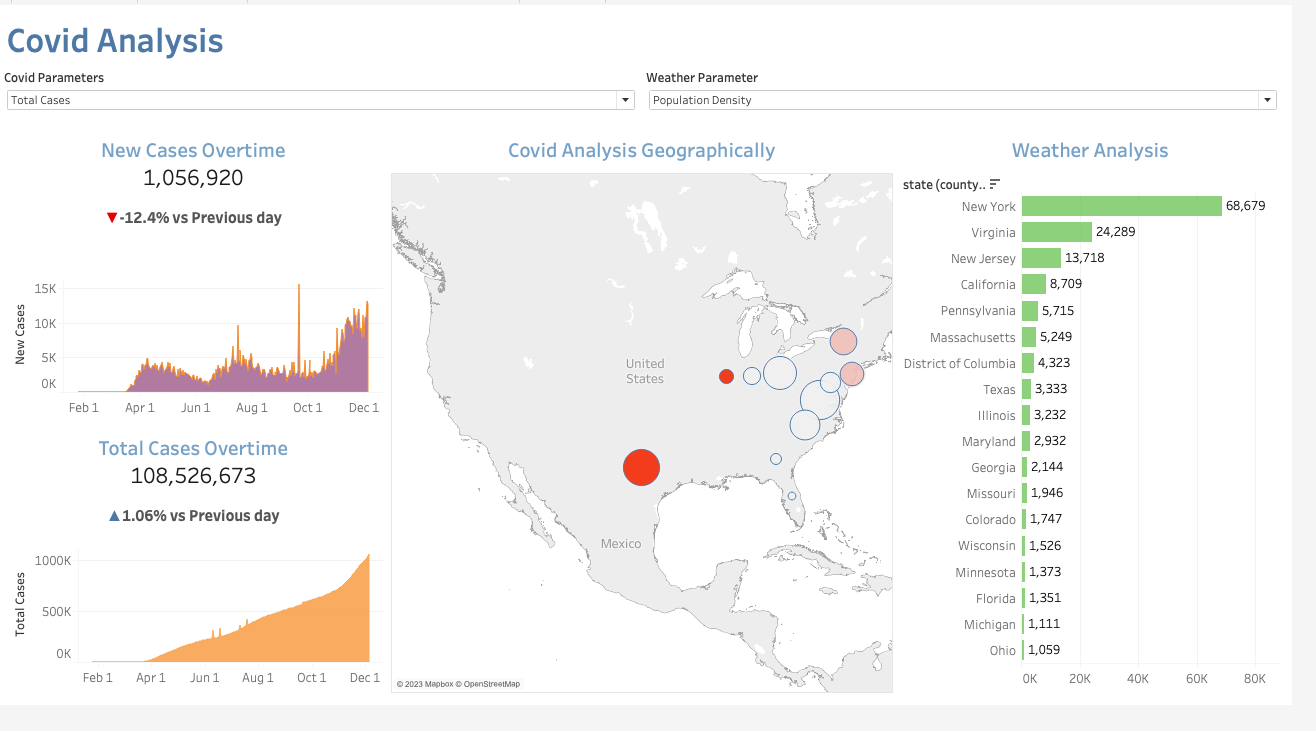 Covid Analysis
Covid Parameters
Total Cases
Weather Parameter
Population Density
New Cases Overtime
1,056,920
▼-12.4% vs Previous day
New Cases
15K
10K
5K
0K
Feb 1 Apr 1 Jun 1 Aug 1 Oct 1 Dec 1
Total Cases Overtime
108,526,673
▲1.06% vs Previous day
Total Cases
1000K
500K
0K
Feb 1 Apr 1 Jun 1 Aug 1 Oct 1 Dec 1
Covid Analysis Geographically
United
States
Mexico
© 2023 Mapbox © OpenStreetMap
Weather Analysis
state (county..
New York 68,679
Virginia 24,289
New Jersey 13,718
California 8,709
Pennsylvania 5,715
Massachusetts 5,249
District of Columbia 4,323
Texas 3,333
Illinois 3,232
Maryland 2,932
Georgia 2,144
Missouri 1,946
Colorado 1,747
Wisconsin 1,526
Minnesota 1,373
Florida 1,351
Michigan 1,111
Ohio 1,059
0K 20K 40K 60K 80K